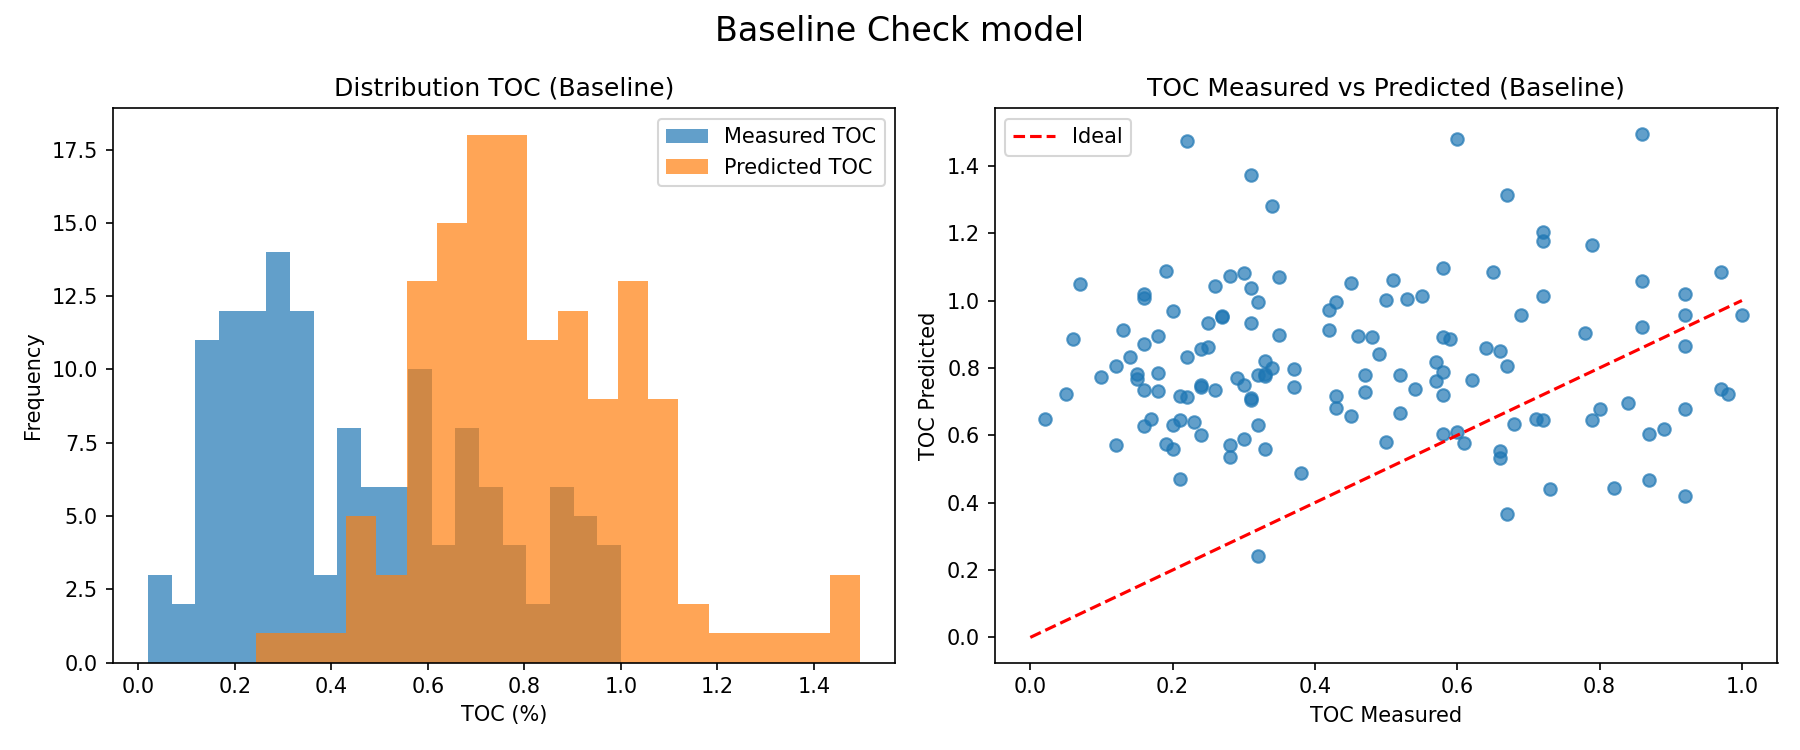 Baseline Check model
Distribution TOC (Baseline)
Measured TOC
Predicted TOC
Frequency
17.5
15.0
12.5
10.0
7.5
5.0
2.5
0.0
0.0 0.2 0.4 0.6 0.8 1.0 1.2 1.4
TOC (%)
TOC Measured vs Predicted (Baseline)
Ideal
TOC Predicted
1.4
1.2
1.0
0.8
0.6
0.4
0.2
0.0
0.0 0.2 0.4 0.6 0.8 1.0
TOC Measured